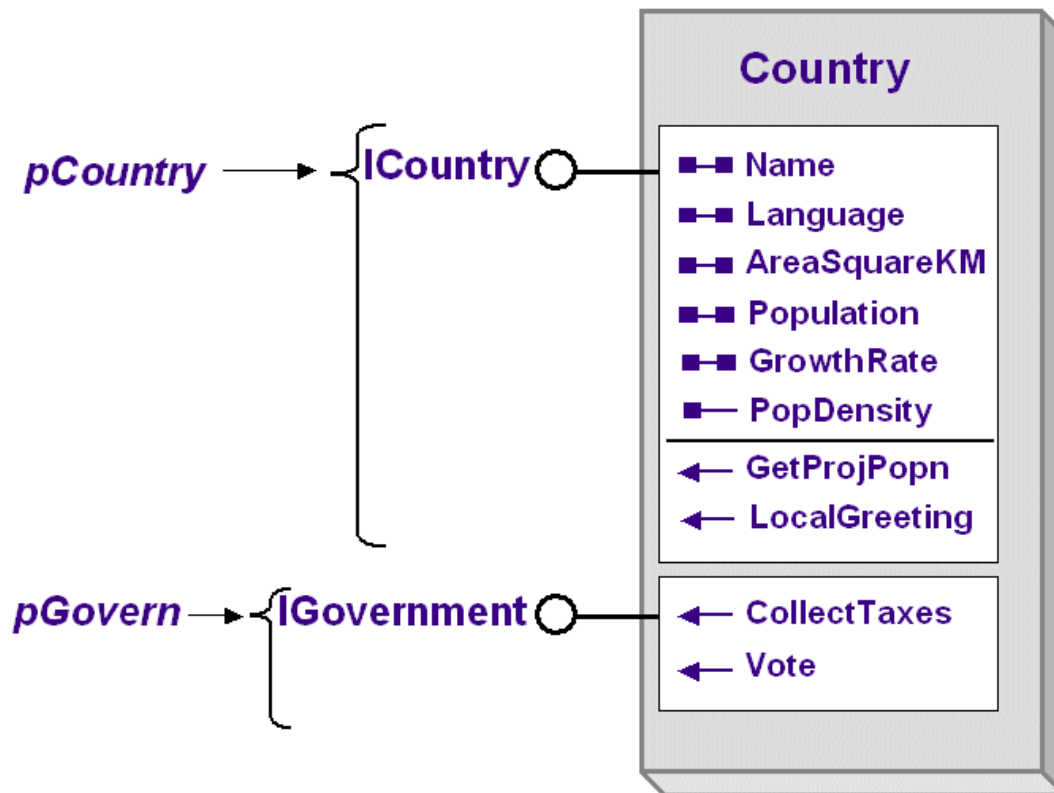 Country
pCountry
ICountry
Name
Language
AreaSquareKM
Population
GrowthRate
PopDensity
GetProjPopn
LocalGreeting
pGovern
IGovernment
CollectTaxes
Vote